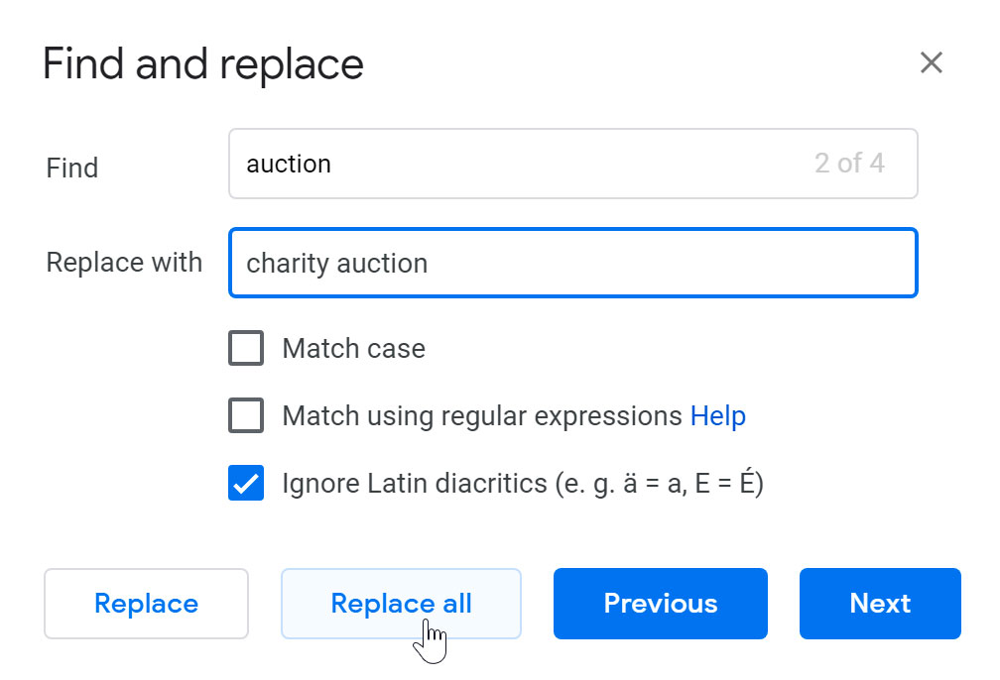 Find and replace
Find auction 2 of 4
Replace with charity auction
Match case
Match using regular expressions Help
Ignore Latin diacritics (e. g. ä = a, E = É)
Replace Replace all Previous Next